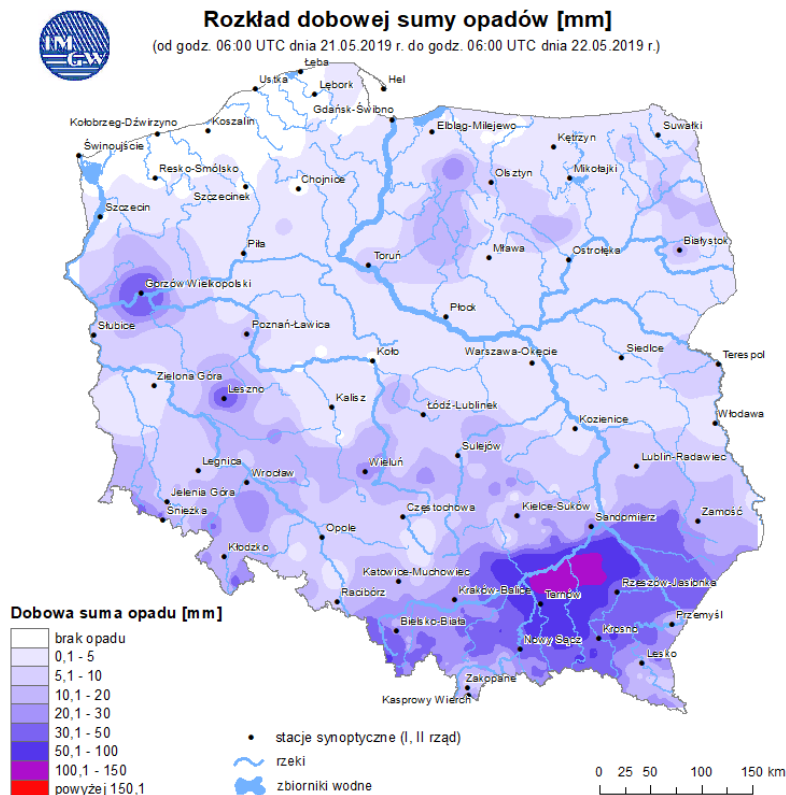 Rozkład dobowej sumy opadów [mm]
(od godz. 06:00 UTC dnia 21.05.2019 r. do godz. 06:00 UTC dnia 22.05.2019 r.)
IM
GW
Łeba
Ustka
Hel
Lębork
Gdańsk-Świbno
Kołobrzeg-Dźwirzyno
Koszalin
Elbląg-Milejewo
Suwałki
Świnoujście
Kętrzyn
Resko-Smólsko
Chojnice
Olsztyn
Mikołajki
Szczecinek
Szczecin
Piła
Toruń
Mława
Ostrołęka
Białystok
Gorzów Wielkopolski
Płock
Słubice
Poznań-Ławica
Koło
Warszawa-Okęcie
Siedlce
Terespol
Zielona Góra
Leszno
Kalisz
Łódź-Lublinek
Kozienice
Włodawa
Sulejów
Legnica
Wrocław
Wieluń
Lublin-Radawiec
Jelenia Góra
Śnieżka
Opole
Częstochowa
Kielce-Suków
Sandomierz
Zamość
Kłodzko
Katowice-Muchowiec
Racibórz
Kraków-Balice
Tarnów
Rzeszów-Jasionka
Bielsko-Biała
Nowy Sącz
Krosno
Przemyśl
Lesko
Zakopane
Kasprowy Wierch
Dobowa suma opadu [mm]
brak opadu
0,1 - 5
5,1 - 10
10,1 - 20
20,1 - 30
30,1 - 50
50,1 - 100
100,1 - 150
powyżej 150,1
stacje synoptyczne (I, II rząd)
rzeki
zbiorniki wodne
0 25 50 100 150 km